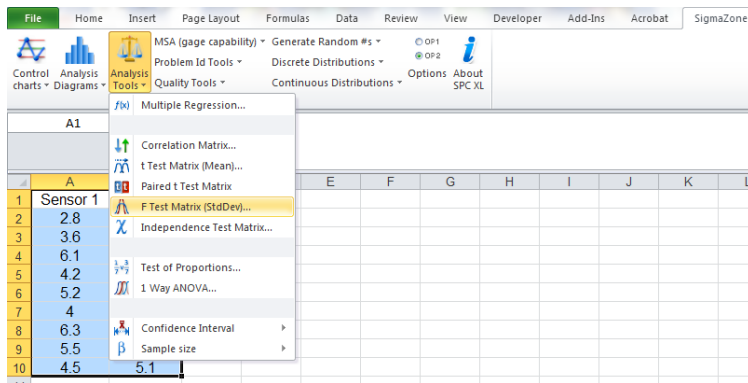 File Home Insert Page Layout Formulas Data Review View Developer Add-Ins Acrobat SigmaZone
MSA (gage capability) Generate Random #s OP1
Problem Id Tools Discrete Distributions OP2
Control charts Analysis Diagrams Analysis Tools Quality Tools Continuous Distributions Options About SPC XL
f(x) Multiple Regression...
A1
Correlation Matrix...
t Test Matrix (Mean)...
t t Paired t Test Matrix
F Test Matrix (StdDev)...
χ Independence Test Matrix...
Test of Proportions...
1 Way ANOVA...
Confidence Interval
β Sample size
A E F G H I J K L
1 Sensor 1
2 2.8
3 3.6
4 6.1
5 4.2
6 5.2
7 4
8 6.3
9 5.5
10 4.5 5.1